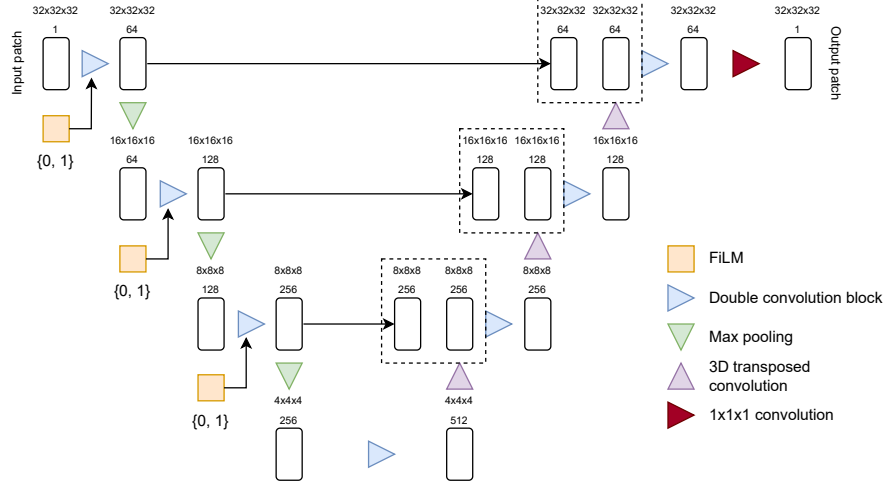 32x32x32 32x32x32 32x32x32 32x32x32 32x32x32 32x32x32
1 64 64 64 64 1
Input patch
Output patch
{0, 1}
16x16x16 16x16x16 16x16x16 16x16x16 16x16x16
64 128 128 128 128
{0, 1}
8x8x8 8x8x8 8x8x8 8x8x8 8x8x8
128 256 256 256 256
{0, 1}
4x4x4 4x4x4
256 512
FiLM
Double convolution block
Max pooling
3D transposed
convolution
1x1x1 convolution